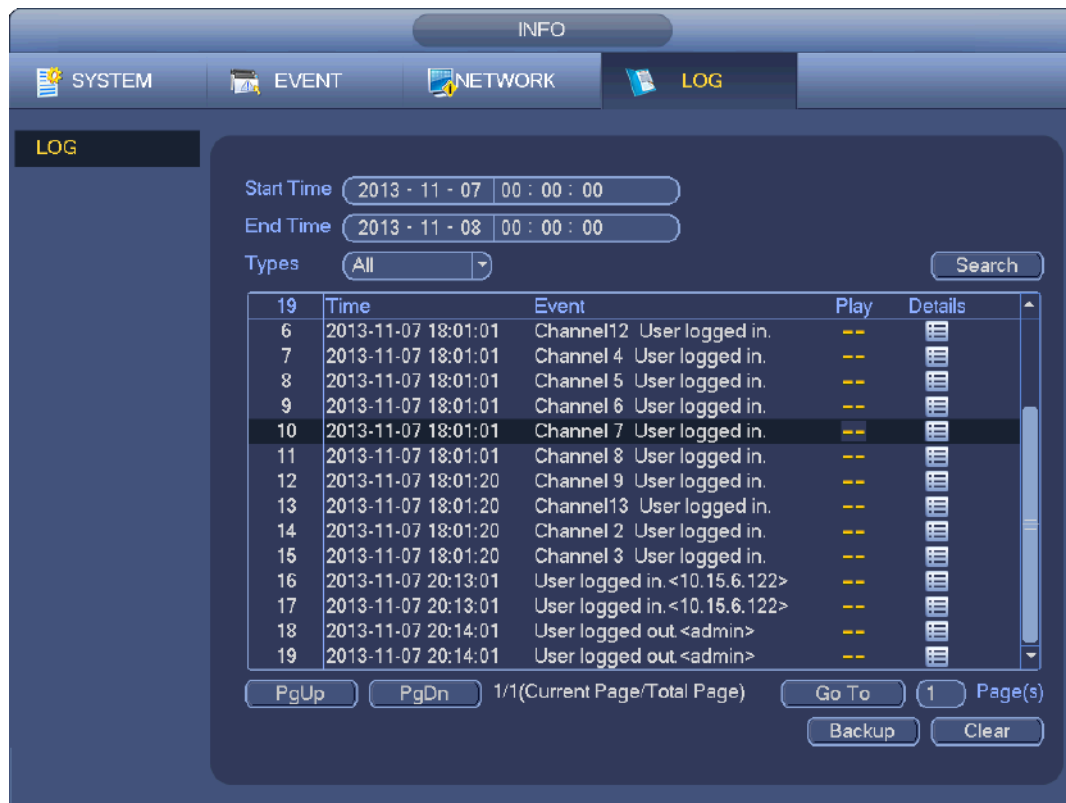 INFO
SYSTEM EVENT NETWORK LOG
LOG
Start Time 2013 - 11 - 07 00 : 00 : 00
End Time 2013 - 11 - 08 00 : 00 : 00
Types All Search
19 Time Event Play Details
6 2013-11-07 18:01:01 Channel12 User logged in. --
7 2013-11-07 18:01:01 Channel 4 User logged in. --
8 2013-11-07 18:01:01 Channel 5 User logged in. --
9 2013-11-07 18:01:01 Channel 6 User logged in. --
10 2013-11-07 18:01:01 Channel 7 User logged in. --
11 2013-11-07 18:01:01 Channel 8 User logged in. --
12 2013-11-07 18:01:20 Channel 9 User logged in. --
13 2013-11-07 18:01:20 Channel13 User logged in. --
14 2013-11-07 18:01:20 Channel 2 User logged in. --
15 2013-11-07 18:01:20 Channel 3 User logged in. --
16 2013-11-07 20:13:01 User logged in.<10.15.6.122> --
17 2013-11-07 20:13:01 User logged in.<10.15.6.122> --
18 2013-11-07 20:14:01 User logged out.<admin> --
19 2013-11-07 20:14:01 User logged out.<admin> --
PgUp PgDn 1/1(Current Page/Total Page) Go To 1 Page(s)
Backup Clear